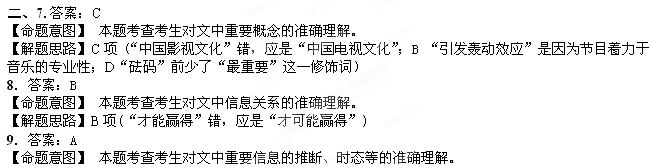 二、7.答案：C
【命题意图】 本题考查考生对文中重要概念的准确理解。
【解题思路】C 项（“中国影视文化”错，应是“中国电视文化”；B “引发轰动效应”是因为节目着力于
音乐的专业性；D“砝码”前少了“最重要”这一修饰词）
8．答案：B
【命题意图】 本题考查考生对文中信息关系的准确理解。
【解题思路】B 项(“才能赢得”错，应是“才可能赢得”)
9．答案：A
【命题意图】 本题考查考生对文中重要信息的推断、时态等的准确理解。